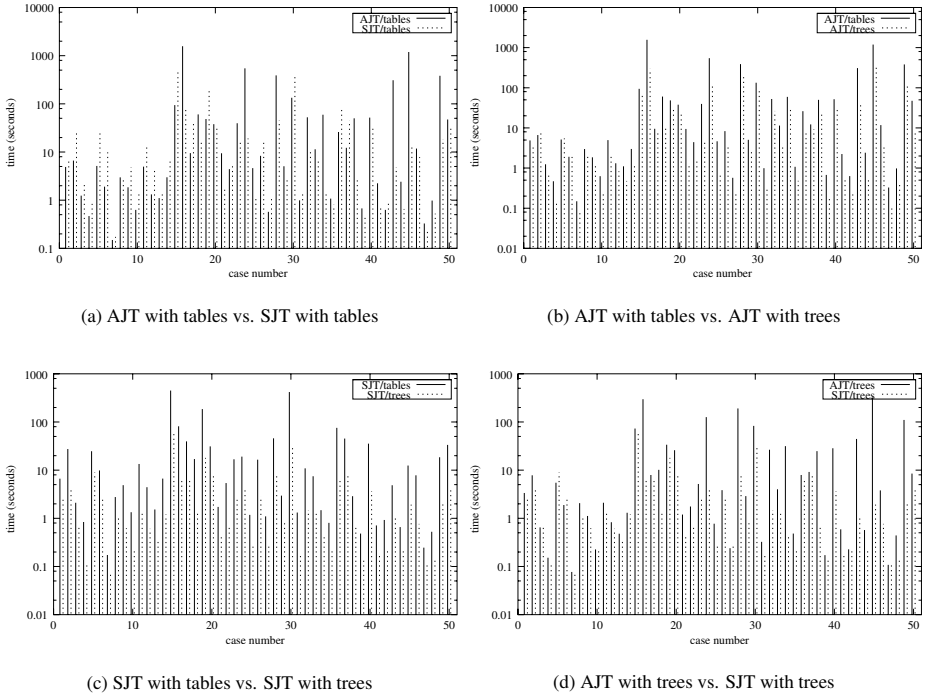 10000
1000
100
10
1
0.1
time (seconds)
AJT/tables
SJT/tables
0 10 20 30 40 50
case number
(a) AJT with tables vs. SJT with tables
10000
1000
100
10
1
0.1
0.01
time (seconds)
AJT/tables
AJT/trees
0 10 20 30 40 50
case number
(b) AJT with tables vs. AJT with trees
1000
100
10
1
0.1
0.01
time (seconds)
SJT/tables
SJT/trees
0 10 20 30 40 50
case number
(c) SJT with tables vs. SJT with trees
1000
100
10
1
0.1
0.01
time (seconds)
AJT/trees
SJT/trees
0 10 20 30 40 50
case number
(d) AJT with trees vs. SJT with trees